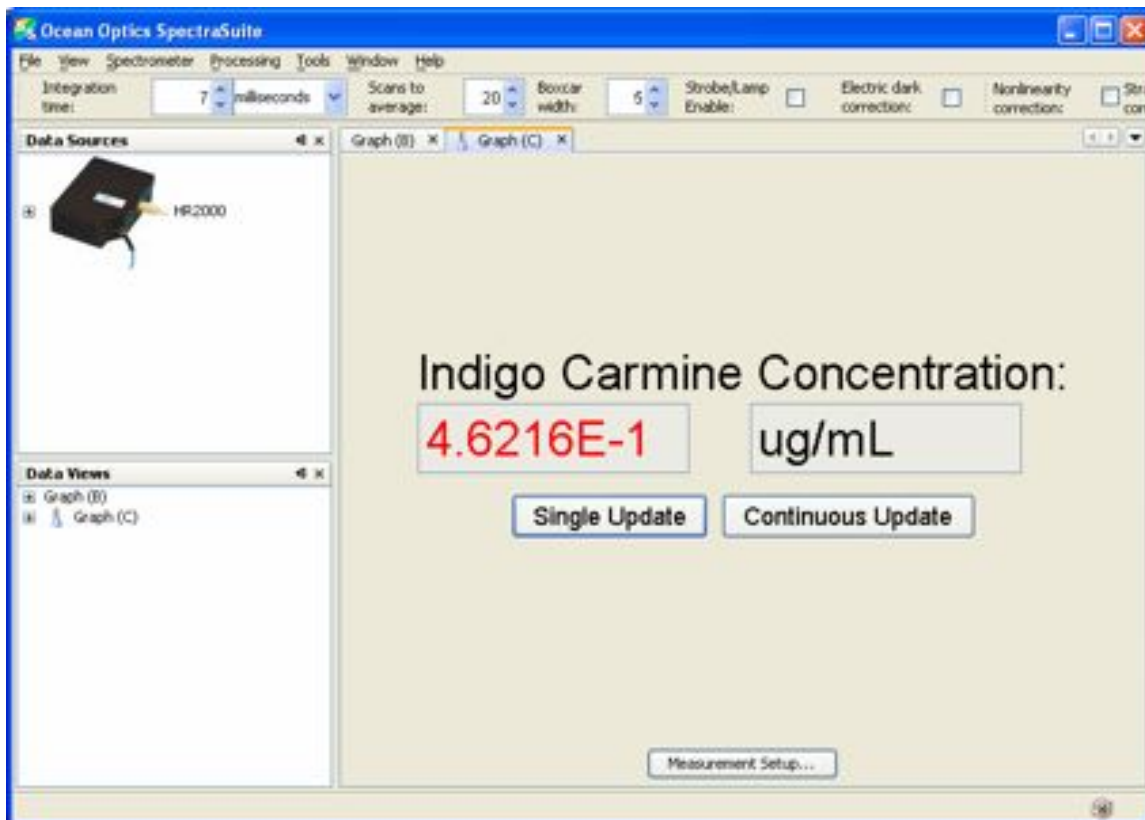 Ocean Optics SpectraSuite
File View Spectrometer Processing Tools Window Help
Integration time: 7 milliseconds Scans to average: 20 Boxcar width: 5 Strobe/Lamp Enable: Electric dark correction: Nonlinearity correction: Stra corr
Data Sources
Graph (B) Graph (C)
HR2000
Indigo Carmine Concentration:
4.6216E-1 ug/mL
Data Views
Graph (B)
Graph (C)
Single Update Continuous Update
Measurement Setup...